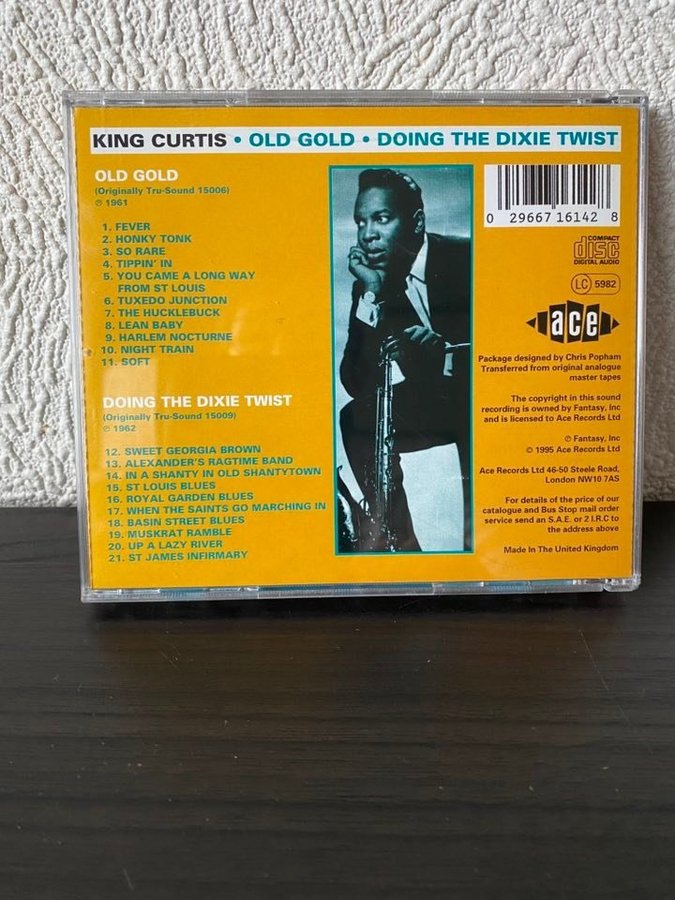 KING CURTIS • OLD GOLD • DOING THE DIXIE TWIST
OLD GOLD
(Originally Tru-Sound 15006)
℗ 1961
1. FEVER
2. HONKY TONK
3. SO RARE
4. TIPPIN' IN
5. YOU CAME A LONG WAY
FROM ST LOUIS
6. TUXEDO JUNCTION
7. THE HUCKLEBUCK
8. LEAN BABY
9. HARLEM NOCTURNE
10. NIGHT TRAIN
11. SOFT
DOING THE DIXIE TWIST
(Originally Tru-Sound 15009)
℗ 1962
12. SWEET GEORGIA BROWN
13. ALEXANDER'S RAGTIME BAND
14. IN A SHANTY IN OLD SHANTYTOWN
15. ST LOUIS BLUES
16. ROYAL GARDEN BLUES
17. WHEN THE SAINTS GO MARCHING IN
18. BASIN STREET BLUES
19. MUSKRAT RAMBLE
20. UP A LAZY RIVER
21. ST JAMES INFIRMARY
0 29667 16142 8
COMPACT
disc
DIGITAL AUDIO
LC 5982
ace
Package designed by Chris Popham
Transferred from original analogue
master tapes
The copyright in this sound
recording is owned by Fantasy, Inc
and is licensed to Ace Records Ltd
℗ Fantasy, Inc
© 1995 Ace Records Ltd
Ace Records Ltd 46-50 Steele Road,
London NW10 7AS
For details of the price of our
catalogue and Bus Stop mail order
service send an S.A.E. or 2 I.R.C to
the address above
Made In The United Kingdom